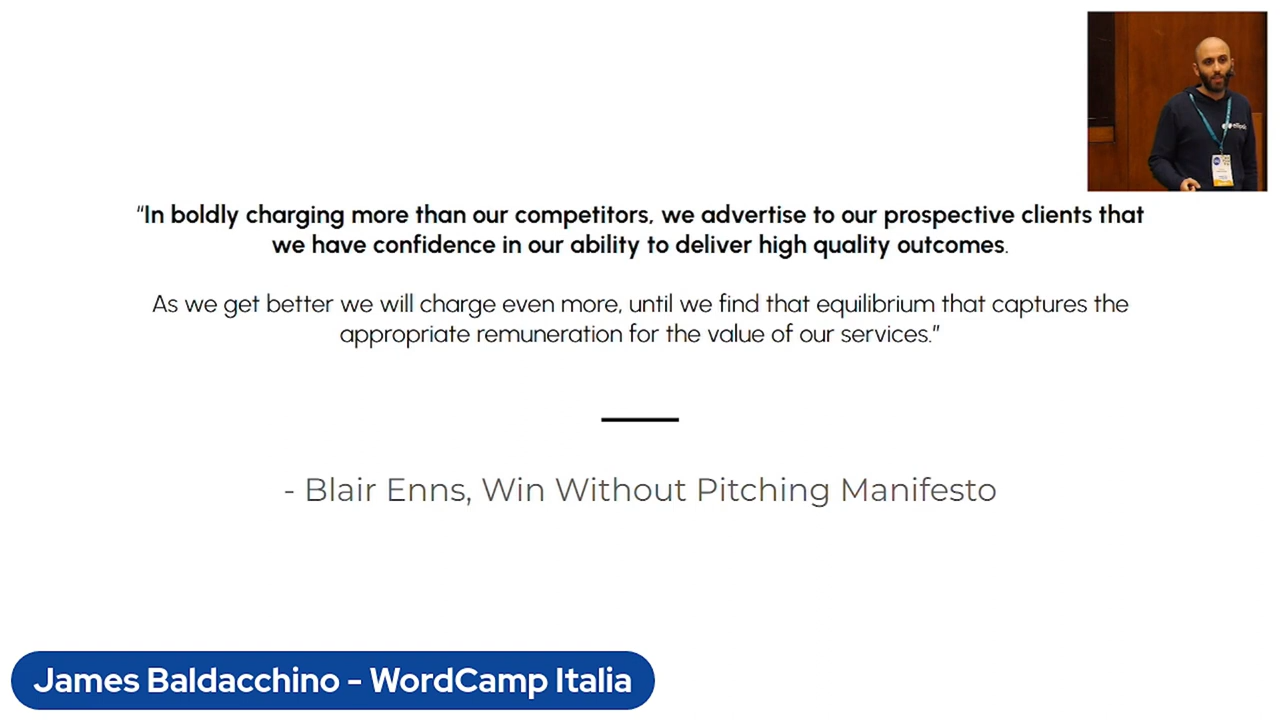 “In boldly charging more than our competitors, we advertise to our prospective clients that
we have confidence in our ability to deliver high quality outcomes.
As we get better we will charge even more, until we find that equilibrium that captures the
appropriate remuneration for the value of our services.”
- Blair Enns, Win Without Pitching Manifesto
James Baldacchino - WordCamp Italia